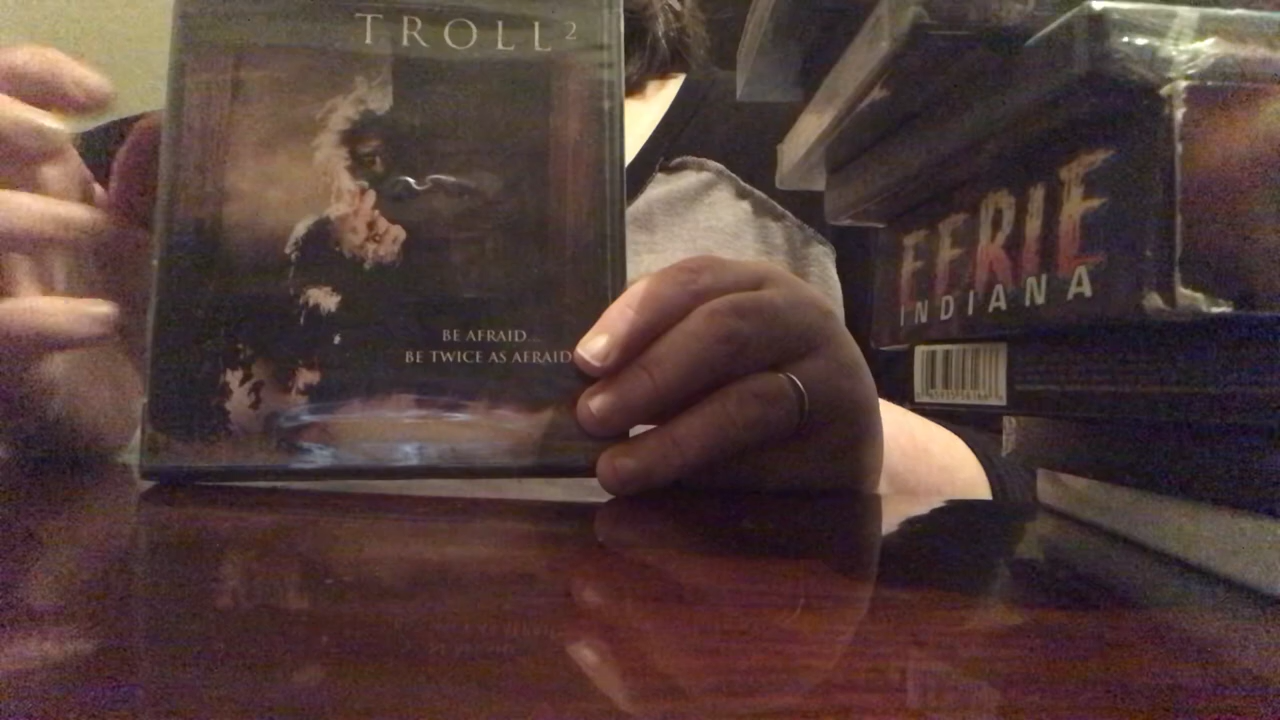 TROLL 2
BE AFRAID...
BE TWICE AS AFRAID
EERIE
INDIANA